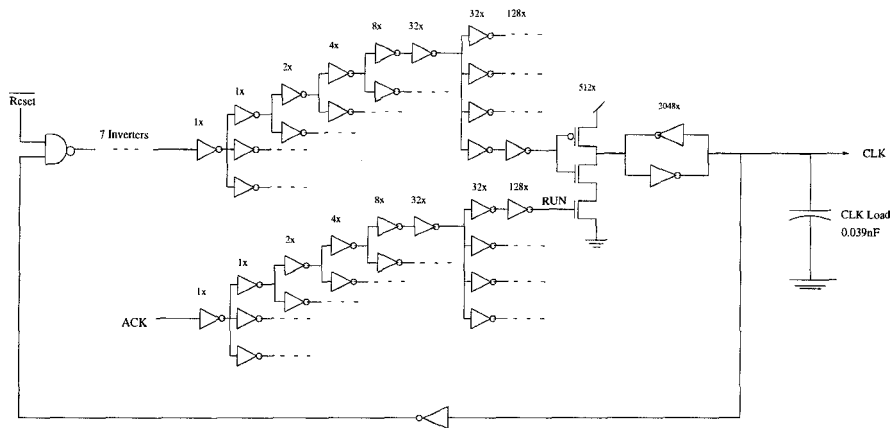 8x 32x
32x 128x
4x
2x
1x
512x
Reset
1x
2048x
7 Inverters
CLK
32x 128x
RUN
CLK Load
0.039nF
8x
4x
2x
1x
1x
ACK